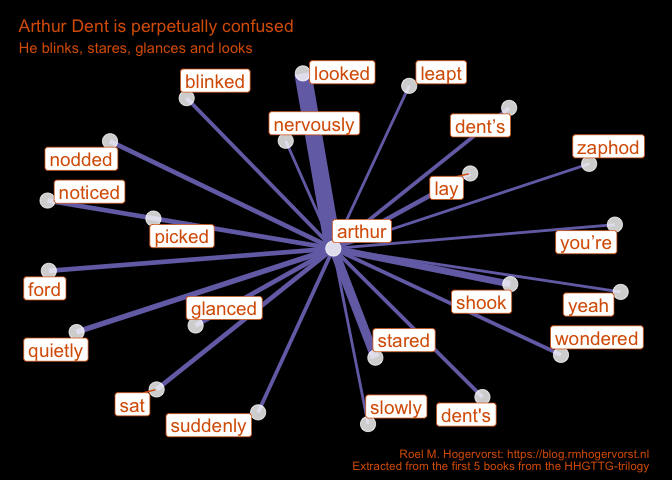 Arthur Dent is perpetually confused
He blinks, stares, glances and looks
looked
leapt
blinked
nervously
dent’s
zaphod
nodded
noticed
lay
picked
arthur
you’re
ford
glanced
shook
yeah
quietly
stared
wondered
sat
suddenly
slowly
dent's
Roel M. Hogervorst: https://blog.rmhogervorst.nl
Extracted from the first 5 books from the HHGTTG-trilogy